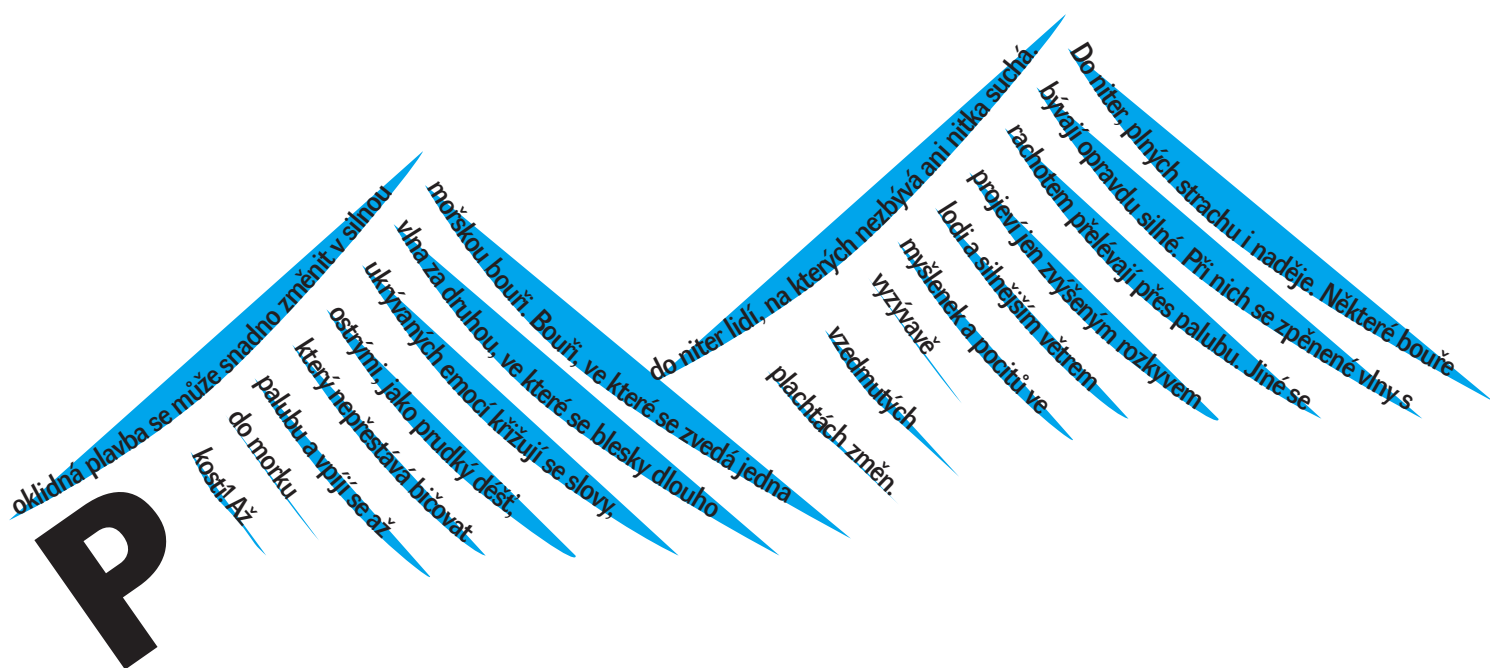 Poklidná plavba se může snadno změnit v silnou
mořskou bouři. Bouři, ve které se zvedá jedna
vlna za druhou, ve které se blesky dlouho
ukrývaných emocí křižují se slovy,
ostrými, jako prudký déšť,
který nepřestává bičovat
palubu a vpíjí se až
do morku
kostí! Až
do niter lidí, na kterých nezbývá ani nitka suchá.
Do niter, plných strachu i naděje. Některé bouře
bývají opravdu silné. Při nich se zpěnené vlny s
rachotem přelévají přes palubu. Jiné se
projeví jen zvýšeným rozkyvem
lodi a silnějším větrem
myšlenek a pocitů ve
vyzývavě
vzedmutých
plachtách změn.